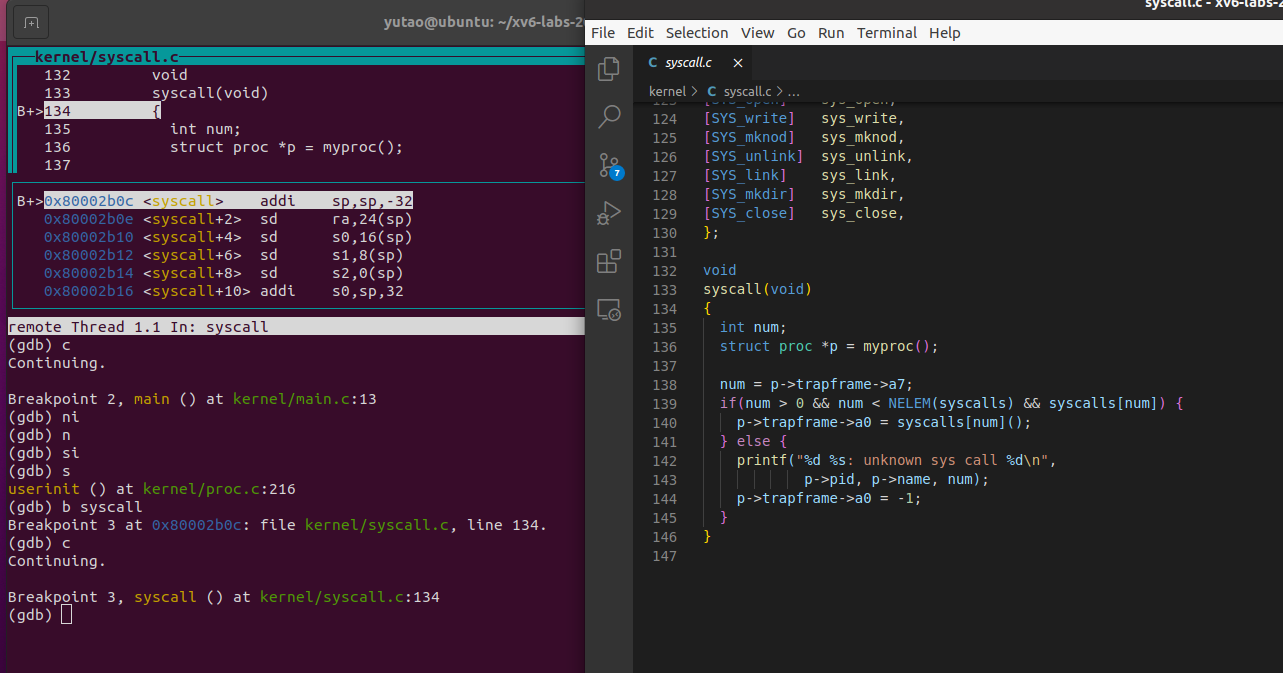 yutao@ubuntu: ~/xv6-labs-2
kernel/syscall.c
132 void
133 syscall(void)
B+>134 {
135 int num;
136 struct proc *p = myproc();
137
B+>0x80002b0c <syscall> addi sp,sp,-32
0x80002b0e <syscall+2> sd ra,24(sp)
0x80002b10 <syscall+4> sd s0,16(sp)
0x80002b12 <syscall+6> sd s1,8(sp)
0x80002b14 <syscall+8> sd s2,0(sp)
0x80002b16 <syscall+10> addi s0,sp,32
remote Thread 1.1 In: syscall
(gdb) c
Continuing.
Breakpoint 2, main () at kernel/main.c:13
(gdb) ni
(gdb) n
(gdb) si
(gdb) s
userinit () at kernel/proc.c:216
(gdb) b syscall
Breakpoint 3 at 0x80002b0c: file kernel/syscall.c, line 134.
(gdb) c
Continuing.
Breakpoint 3, syscall () at kernel/syscall.c:134
(gdb)
syscall.c - xv6-labs-2
File Edit Selection View Go Run Terminal Help
C syscall.c ×
kernel > C syscall.c > ...
7
123 [SYS_open] sys_open,
124 [SYS_write] sys_write,
125 [SYS_mknod] sys_mknod,
126 [SYS_unlink] sys_unlink,
127 [SYS_link] sys_link,
128 [SYS_mkdir] sys_mkdir,
129 [SYS_close] sys_close,
130 };
131
132 void
133 syscall(void)
134 {
135 int num;
136 struct proc *p = myproc();
137
138 num = p->trapframe->a7;
139 if(num > 0 && num < NELEM(syscalls) && syscalls[num]) {
140 p->trapframe->a0 = syscalls[num]();
141 } else {
142 printf("%d %s: unknown sys call %d\n",
143 p->pid, p->name, num);
144 p->trapframe->a0 = -1;
145 }
146 }
147